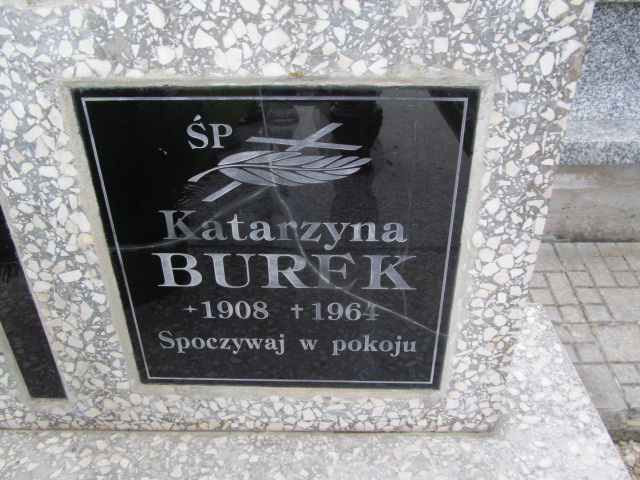 ŚP
Katarzyna
BUREK
+1908 †1964
Spoczywaj w pokoju